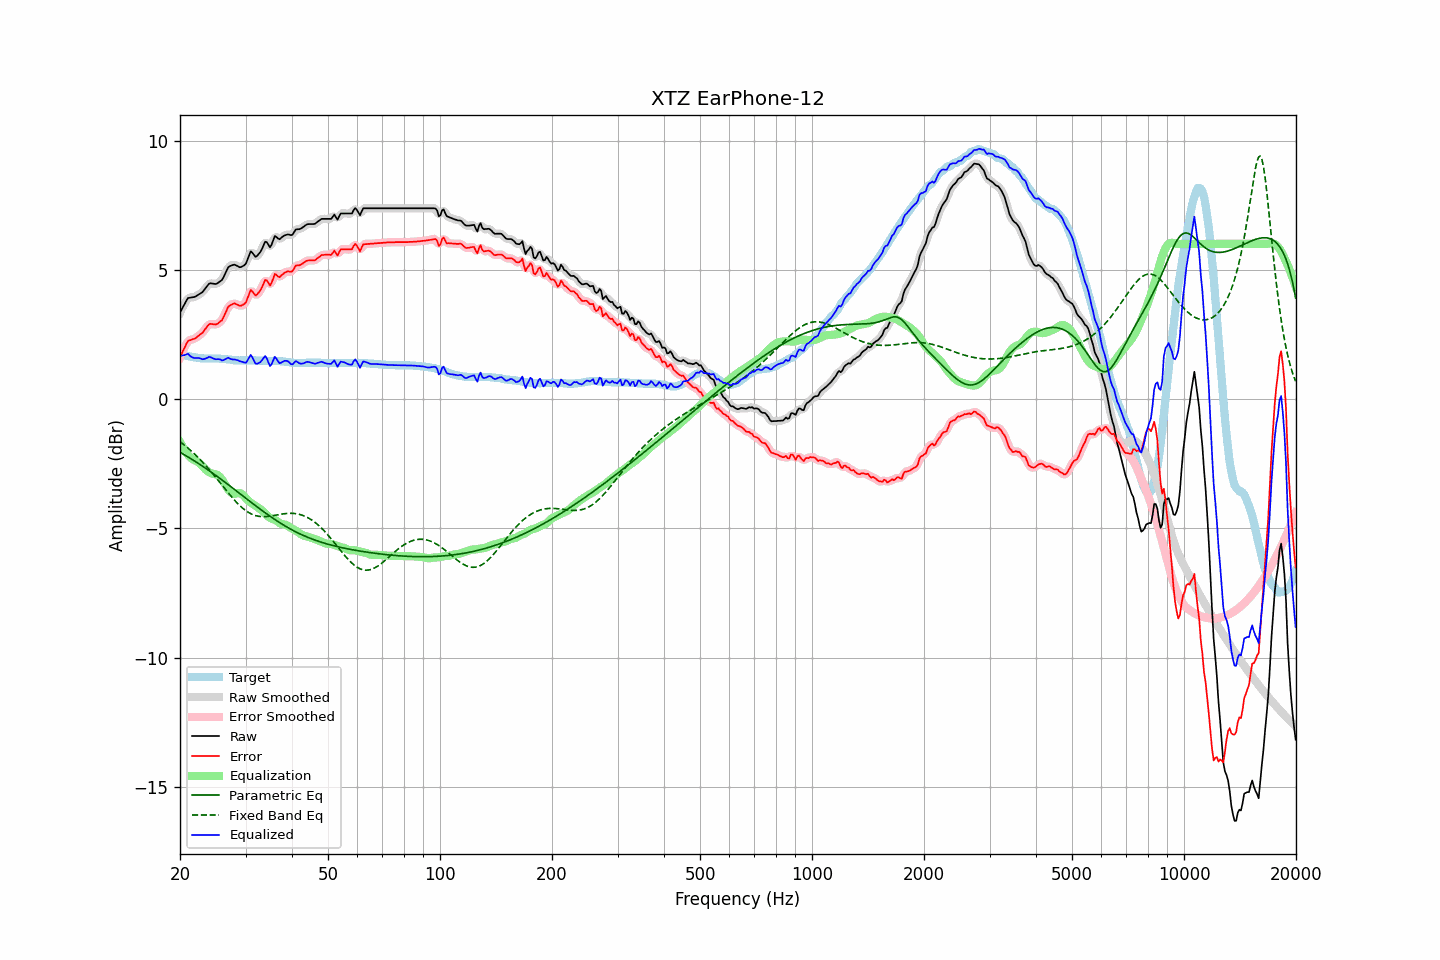 XTZ EarPhone-12
10
5
0
−5
−10
−15
Amplitude (dBr)
Target
Raw Smoothed
Error Smoothed
Raw
Error
Equalization
Parametric Eq
Fixed Band Eq
Equalized
20 50 100 200 500 1000 2000 5000 10000 20000
Frequency (Hz)